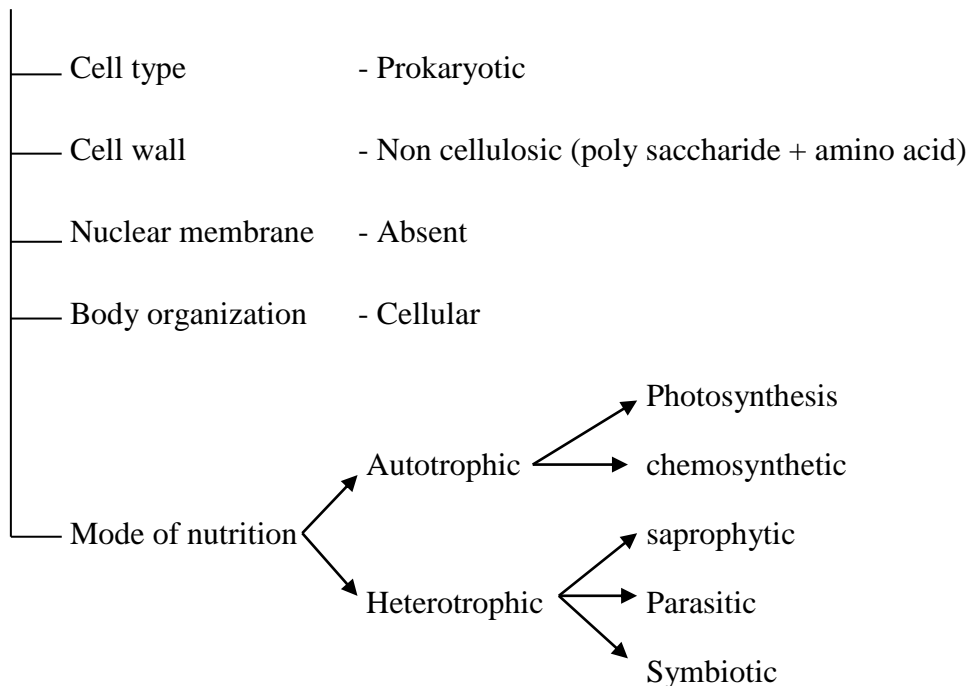 Cell type - Prokaryotic
Cell wall - Non cellulosic (poly saccharide + amino acid)
Nuclear membrane - Absent
Body organization - Cellular
Photosynthesis
Autotrophic chemosynthetic
Mode of nutrition saprophytic
Heterotrophic Parasitic
Symbiotic